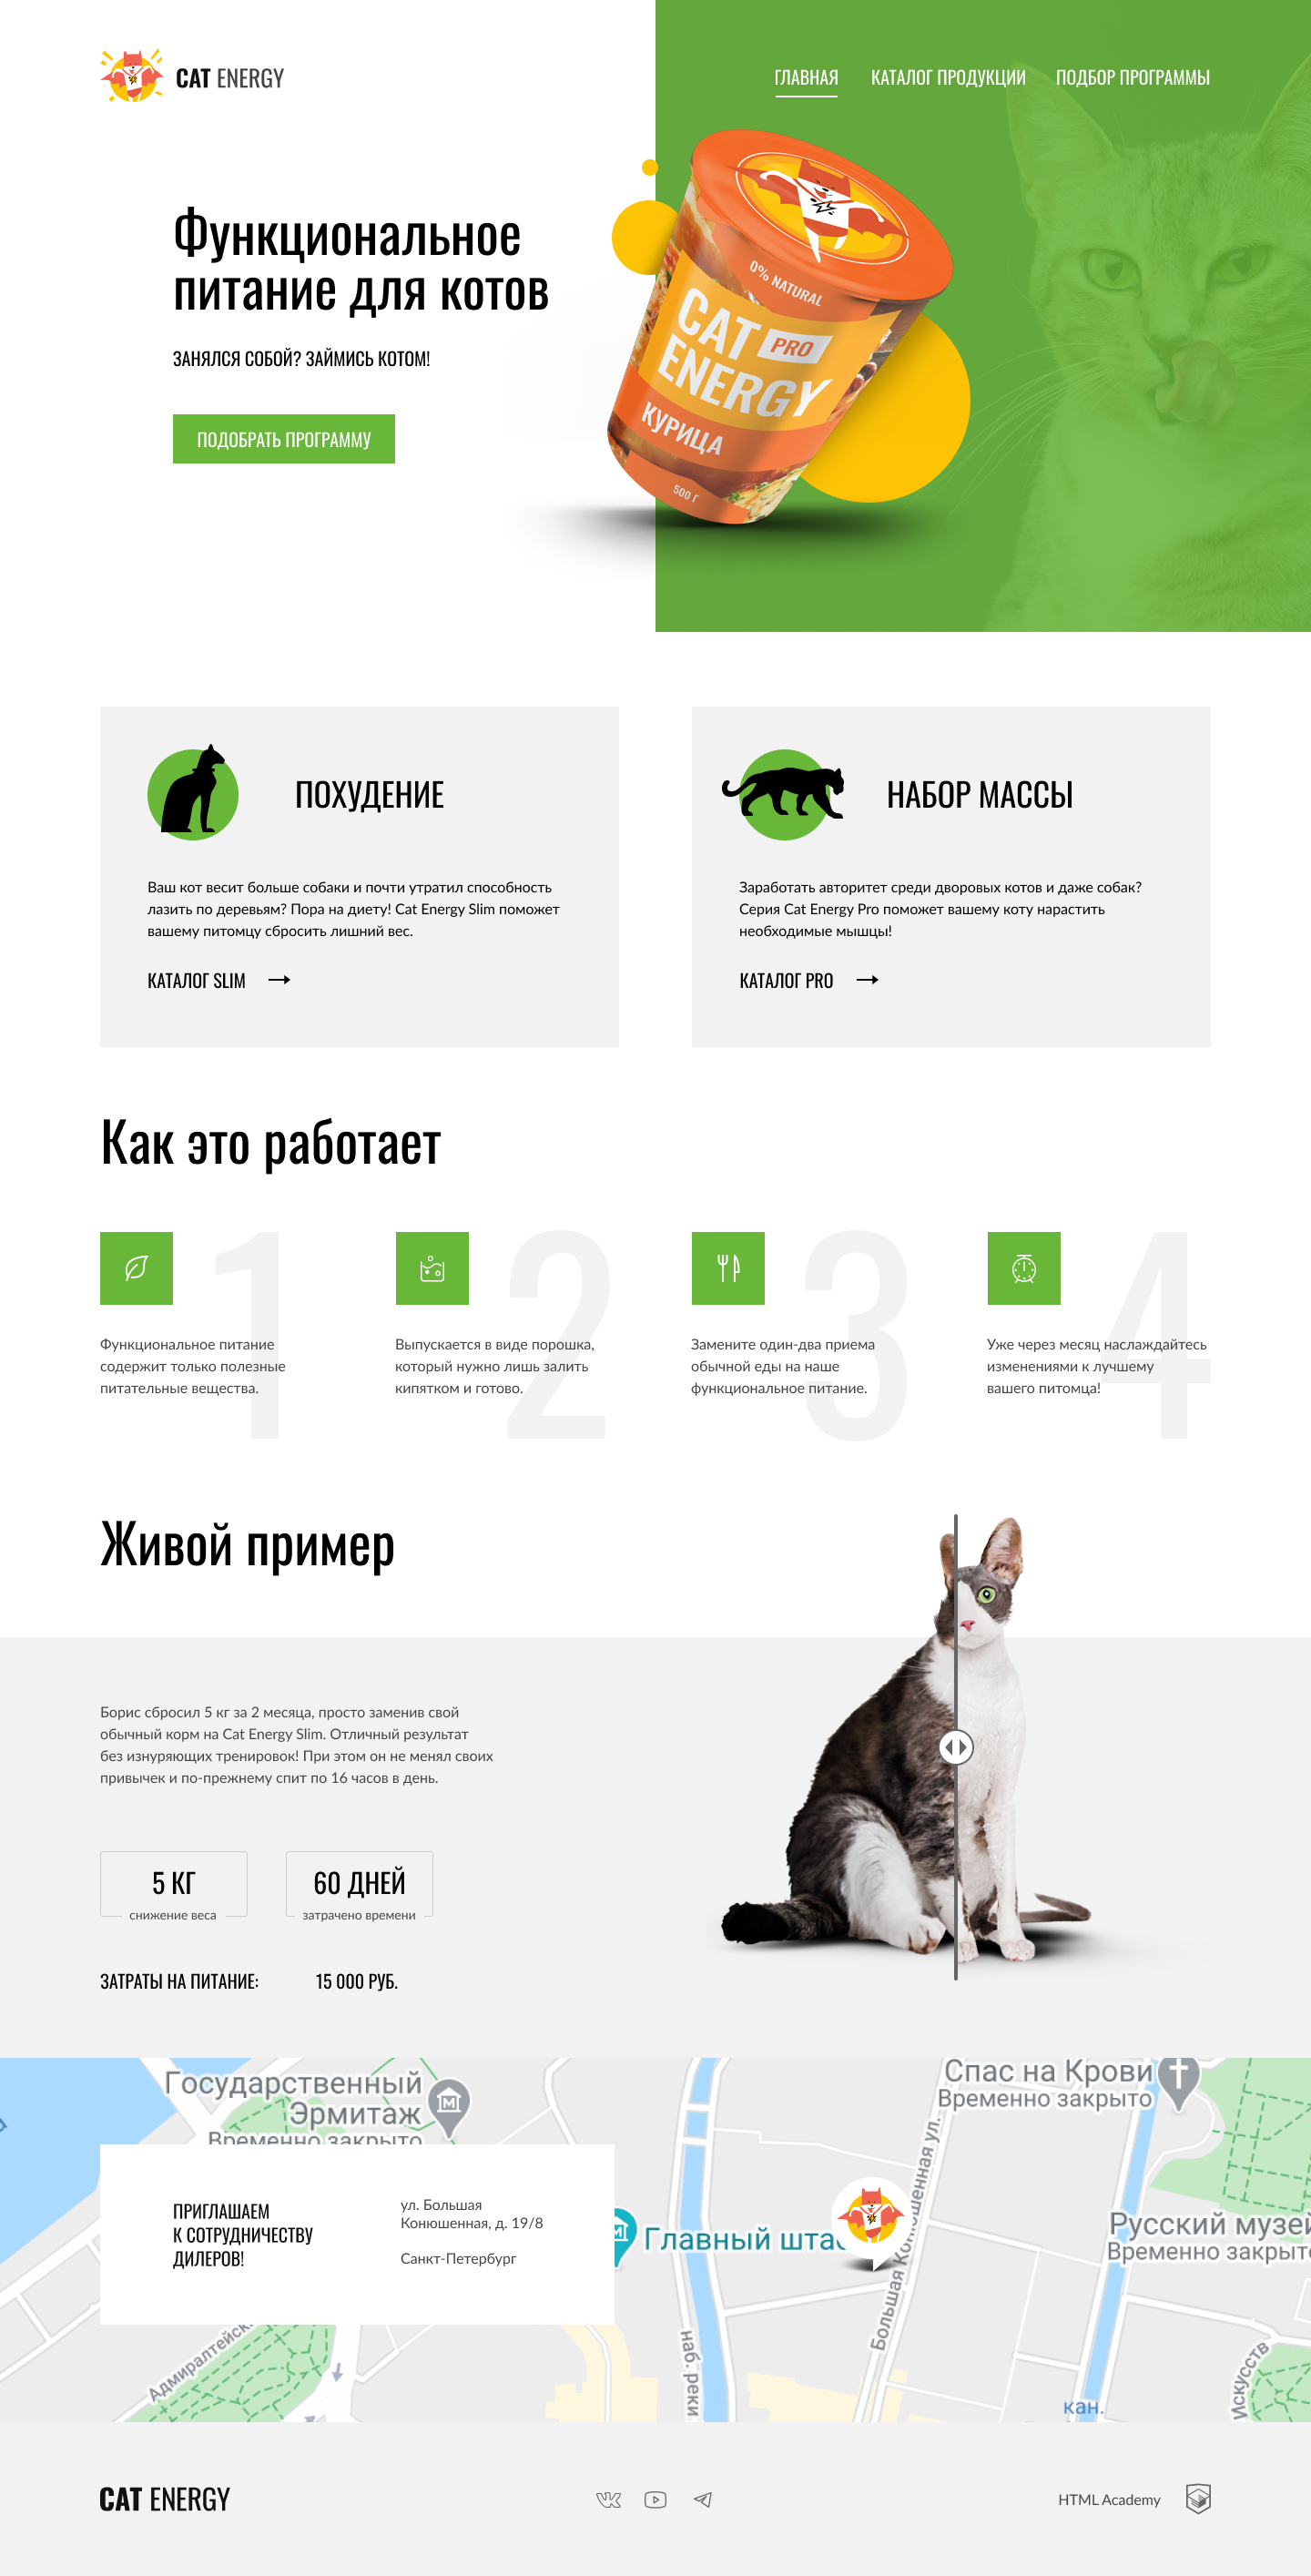 CAT ENERGY
ГЛАВНАЯ
КАТАЛОГ ПРОДУКЦИИ
ПОДБОР ПРОГРАММЫ
Функциональное
питание для котов
ЗАНЯЛСЯ СОБОЙ? ЗАЙМИСЬ КОТОМ!
ПОДОБРАТЬ ПРОГРАММУ
0% NATURAL
CAT PRO
ENERGY
КУРИЦА
500 Г
ПОХУДЕНИЕ
Ваш кот весит больше собаки и почти утратил способность
лазить по деревьям? Пора на диету! Cat Energy Slim поможет
вашему питомцу сбросить лишний вес.
КАТАЛОГ SLIM
НАБОР МАССЫ
Заработать авторитет среди дворовых котов и даже собак?
Серия Cat Energy Pro поможет вашему коту нарастить
необходимые мышцы!
КАТАЛОГ PRO
Как это работает
1
Функциональное питание
содержит только полезные
питательные вещества.
2
Выпускается в виде порошка,
который нужно лишь залить
кипятком и готово.
3
Замените один-два приема
обычной еды на наше
функциональное питание.
4
Уже через месяц наслаждайтесь
изменениями к лучшему
вашего питомца!
Живой пример
Борис сбросил 5 кг за 2 месяца, просто заменив свой
обычный корм на Cat Energy Slim. Отличный результат
без изнуряющих тренировок! При этом он не менял своих
привычек и по-прежнему спит по 16 часов в день.
5 КГ
снижение веса
60 ДНЕЙ
затрачено времени
ЗАТРАТЫ НА ПИТАНИЕ:
15 000 РУБ.
Государственный
Эрмитаж
Временно закрыто
Спас на Крови
Временно закрыто
ПРИГЛАШАЕМ
К СОТРУДНИЧЕСТВУ
ДИЛЕРОВ!
ул. Большая
Конюшенная, д. 19/8
Санкт-Петербург
Главный
Большая Конюшенная ул.
Русский музей
Временно закрыто
наб. реки
кан.
Искусств
CAT ENERGY
HTML Academy